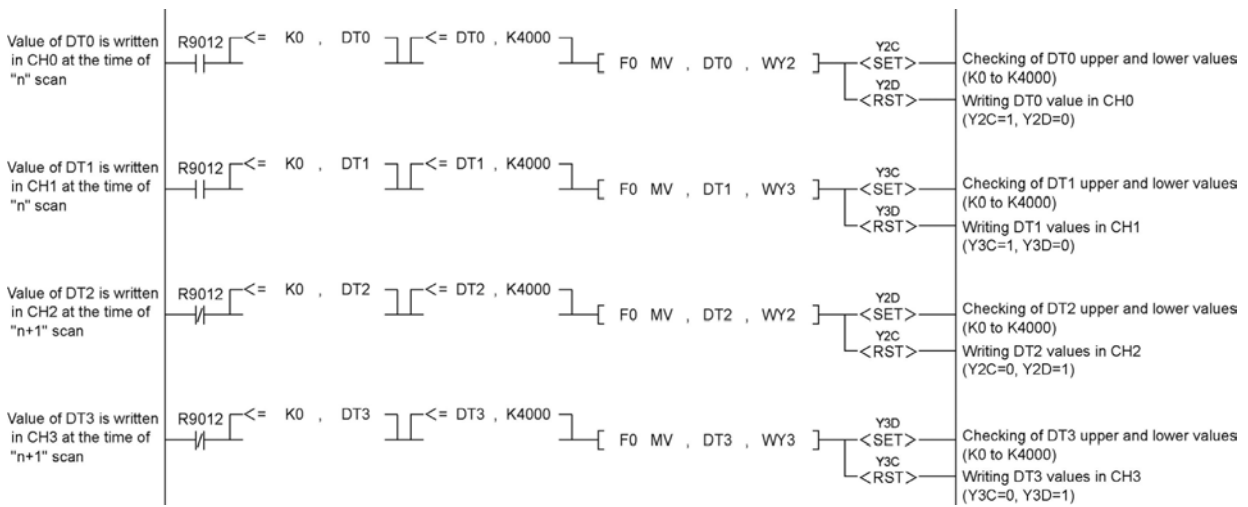 Value of DT0 is written
in CH0 at the time of
"n" scan
R9012
<= K0 , DT0
<= DT0 , K4000
[ F0 MV , DT0 , WY2 ]
Y2C
<SET>
Y2D
<RST>
Checking of DT0 upper and lower values
(K0 to K4000)
Writing DT0 value in CH0
(Y2C=1, Y2D=0)
Value of DT1 is written
in CH1 at the time of
"n" scan
R9012
<= K0 , DT1
<= DT1 , K4000
[ F0 MV , DT1 , WY3 ]
Y3C
<SET>
Y3D
<RST>
Checking of DT1 upper and lower values
(K0 to K4000)
Writing DT1 values in CH1
(Y3C=1, Y3D=0)
Value of DT2 is written
in CH2 at the time of
"n+1" scan
R9012
<= K0 , DT2
<= DT2 , K4000
[ F0 MV , DT2 , WY2 ]
Y2D
<SET>
Y2C
<RST>
Checking of DT2 upper and lower values
(K0 to K4000)
Writing DT2 values in CH2
(Y2C=0, Y2D=1)
Value of DT3 is written
in CH3 at the time of
"n+1" scan
R9012
<= K0 , DT3
<= DT3 , K4000
[ F0 MV , DT3 , WY3 ]
Y3D
<SET>
Y3C
<RST>
Checking of DT3 upper and lower values
(K0 to K4000)
Writing DT3 values in CH3
(Y3C=0, Y3D=1)